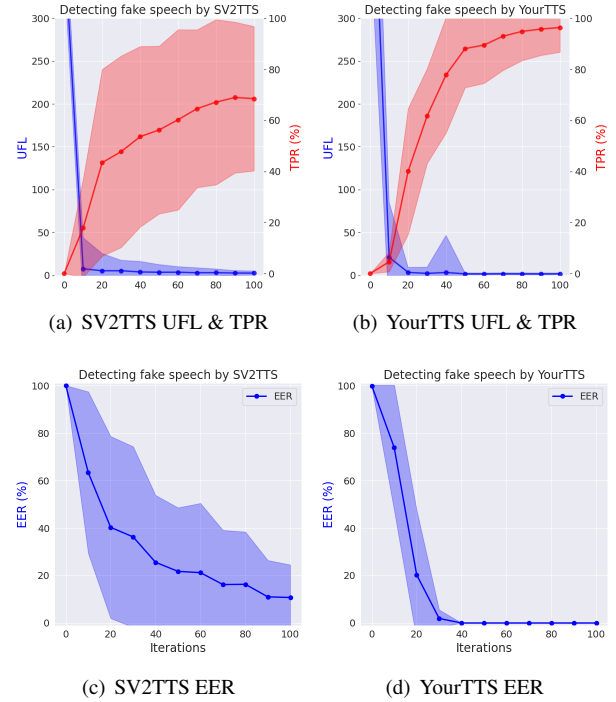 Detecting fake speech by SV2TTS
300
250
200
150
100
50
0
UFL
100
80
60
40
20
0
TPR (%)
0 20 40 60 80 100
(a) SV2TTS UFL & TPR
Detecting fake speech by YourTTS
300
250
200
150
100
50
0
UFL
100
80
60
40
20
0
TPR (%)
0 20 40 60 80 100
(b) YourTTS UFL & TPR
Detecting fake speech by SV2TTS
EER
100
80
60
40
20
0
EER (%)
0 20 40 60 80 100
Iterations
(c) SV2TTS EER
Detecting fake speech by YourTTS
EER
100
80
60
40
20
0
EER (%)
0 20 40 60 80 100
Iterations
(d) YourTTS EER